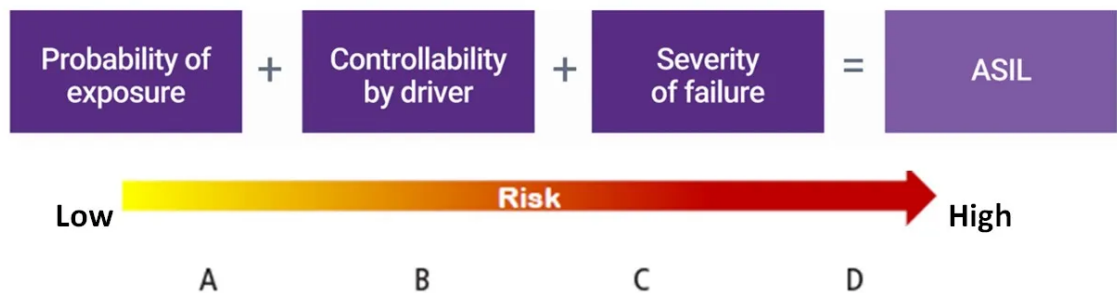 Probability of
exposure
+
Controllability
by driver
+
Severity
of failure
=
ASIL
Risk
Low
High
A B C D